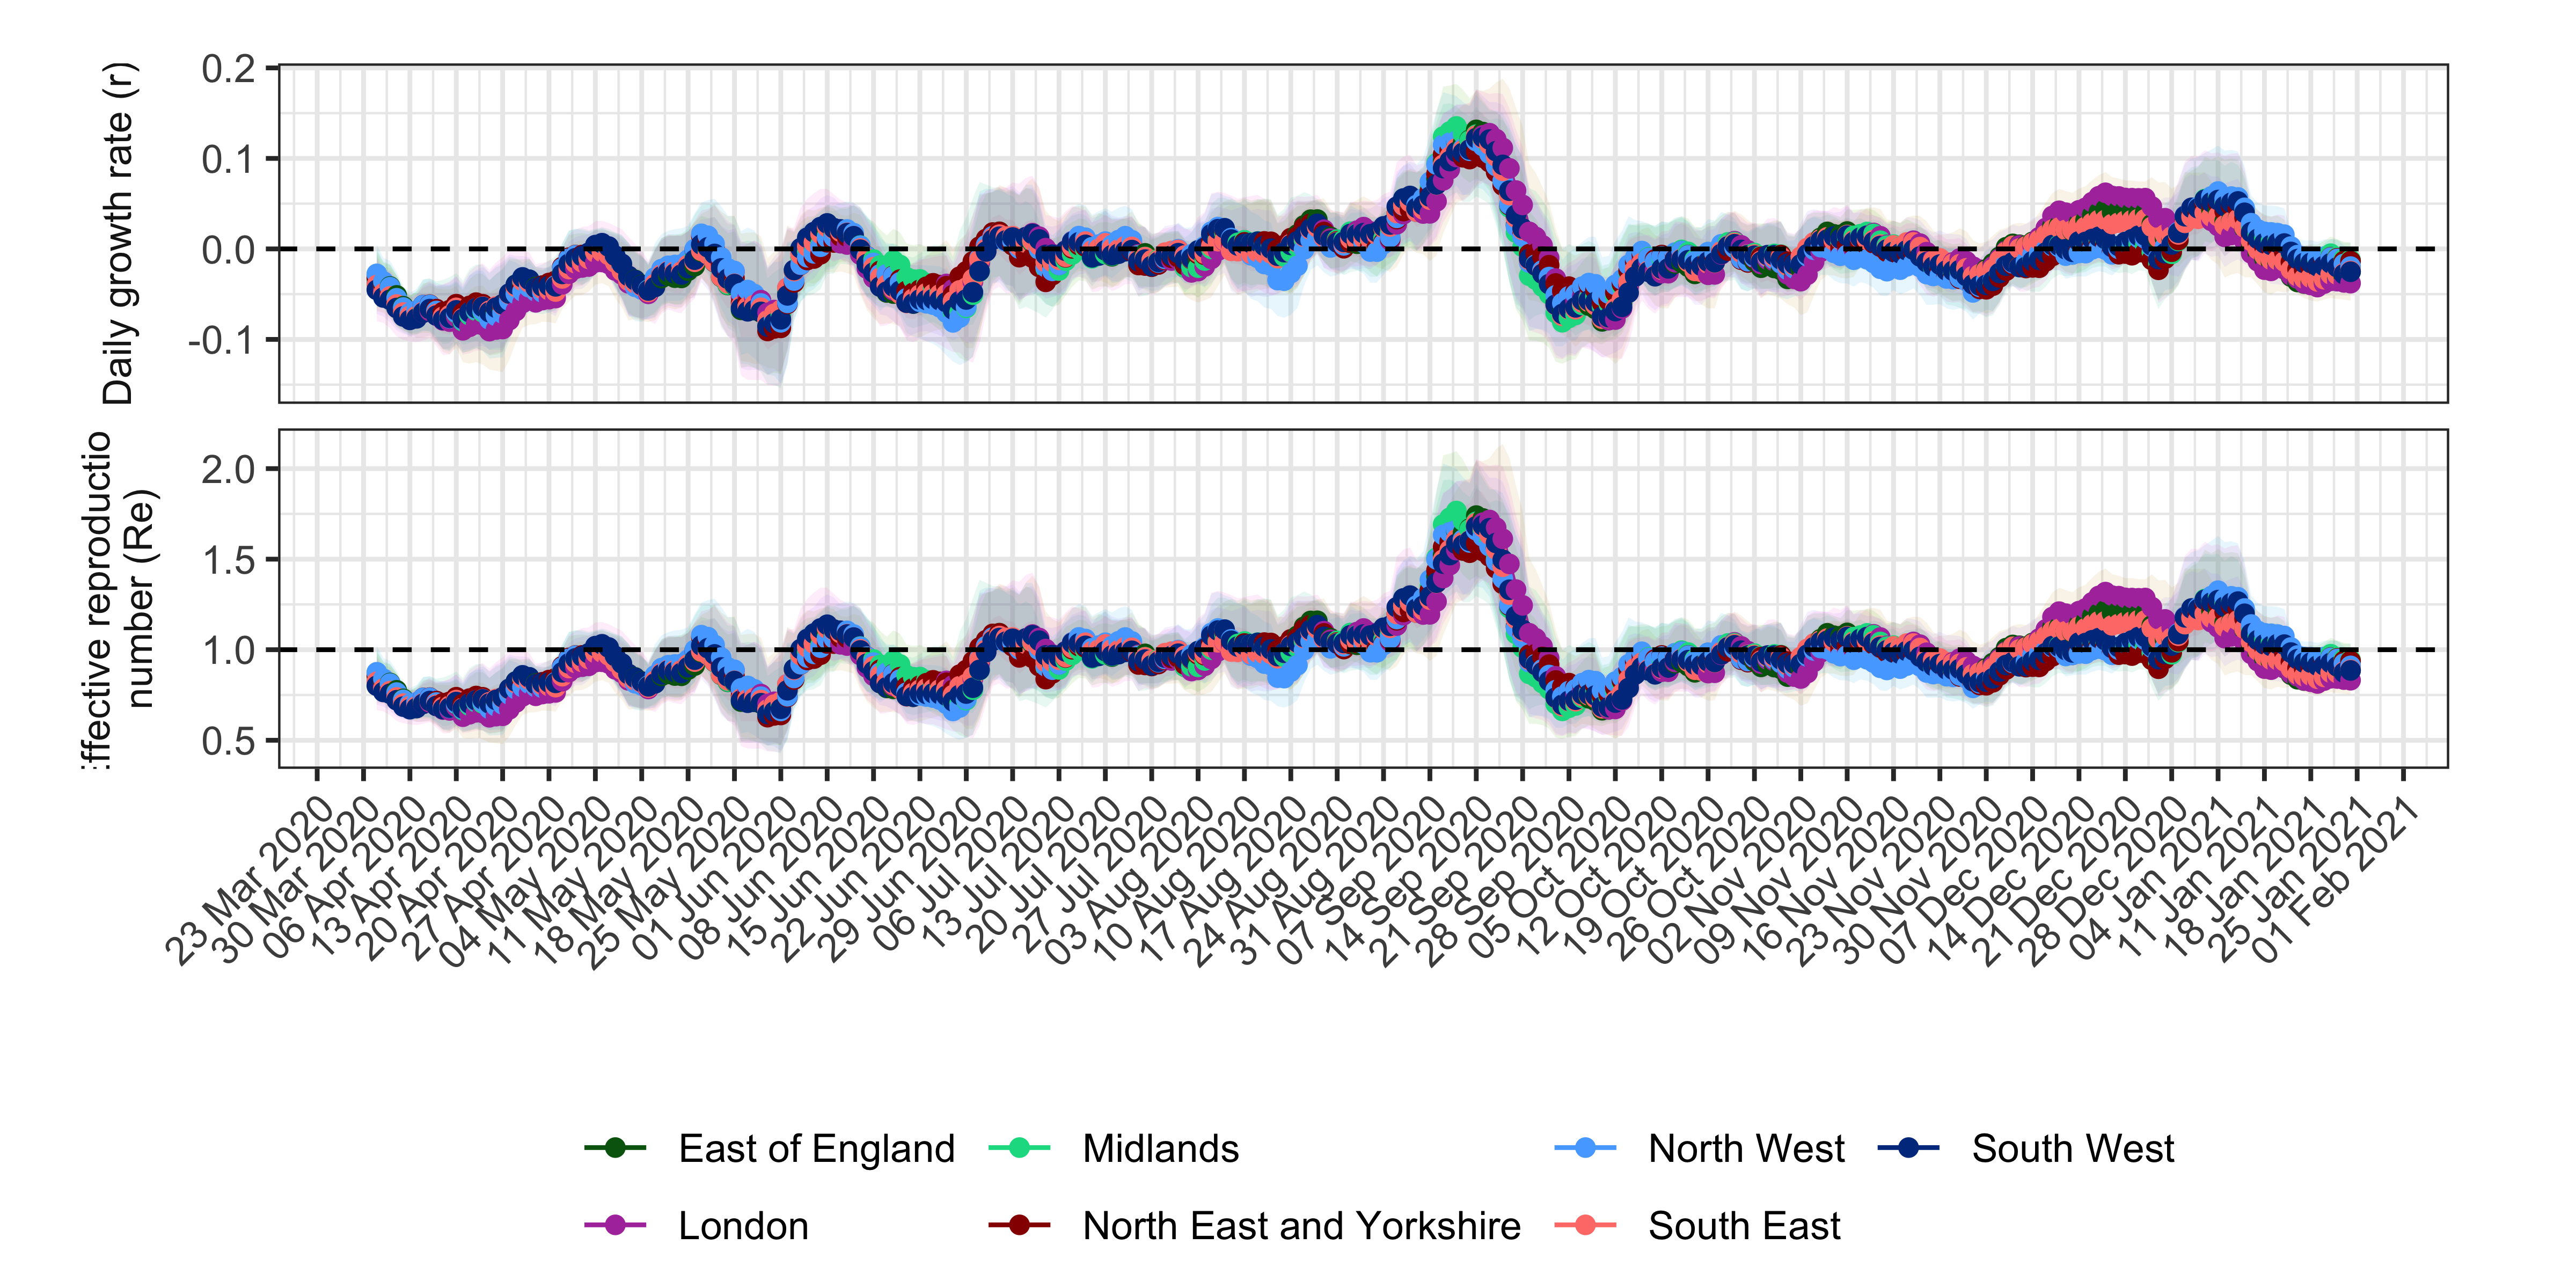 Daily growth rate (r)
0.2
0.1
0.0
-0.1
ffective reproductio
number (Re)
2.0
1.5
1.0
0.5
23 Mar 2020
30 Mar 2020
06 Apr 2020
13 Apr 2020
20 Apr 2020
27 Apr 2020
04 May 2020
11 May 2020
18 May 2020
25 May 2020
01 Jun 2020
08 Jun 2020
15 Jun 2020
22 Jun 2020
29 Jun 2020
06 Jul 2020
13 Jul 2020
20 Jul 2020
27 Jul 2020
03 Aug 2020
10 Aug 2020
17 Aug 2020
24 Aug 2020
31 Aug 2020
07 Sep 2020
14 Sep 2020
21 Sep 2020
28 Sep 2020
05 Oct 2020
12 Oct 2020
19 Oct 2020
26 Oct 2020
02 Nov 2020
09 Nov 2020
16 Nov 2020
23 Nov 2020
30 Nov 2020
07 Dec 2020
14 Dec 2020
21 Dec 2020
28 Dec 2020
04 Jan 2021
11 Jan 2021
18 Jan 2021
25 Jan 2021
01 Feb 2021
East of England
Midlands
North West
South West
London
North East and Yorkshire
South East